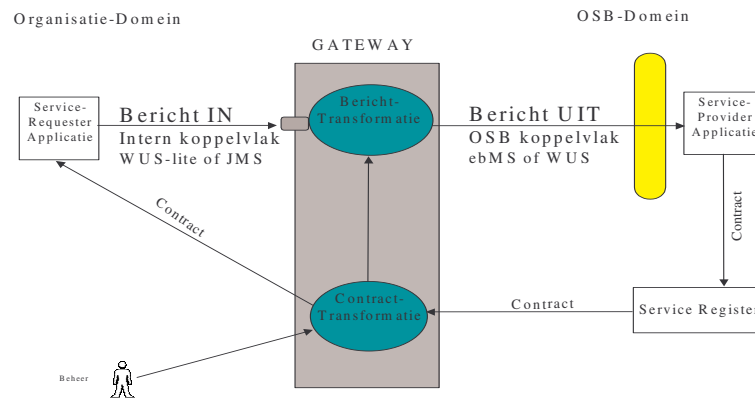 Organisatie-Domein
OSB-Domein
GATEWAY
Service-
Requester
Applicatie
Bericht IN
Intern koppelvlak
WUS-lite of JMS
Bericht-
Transformatie
Bericht UIT
OSB koppelvlak
ebMS of WUS
Service-
Provider
Applicatie
Contract
Contract
Contract-
Transformatie
Contract
Service Register
Beheer